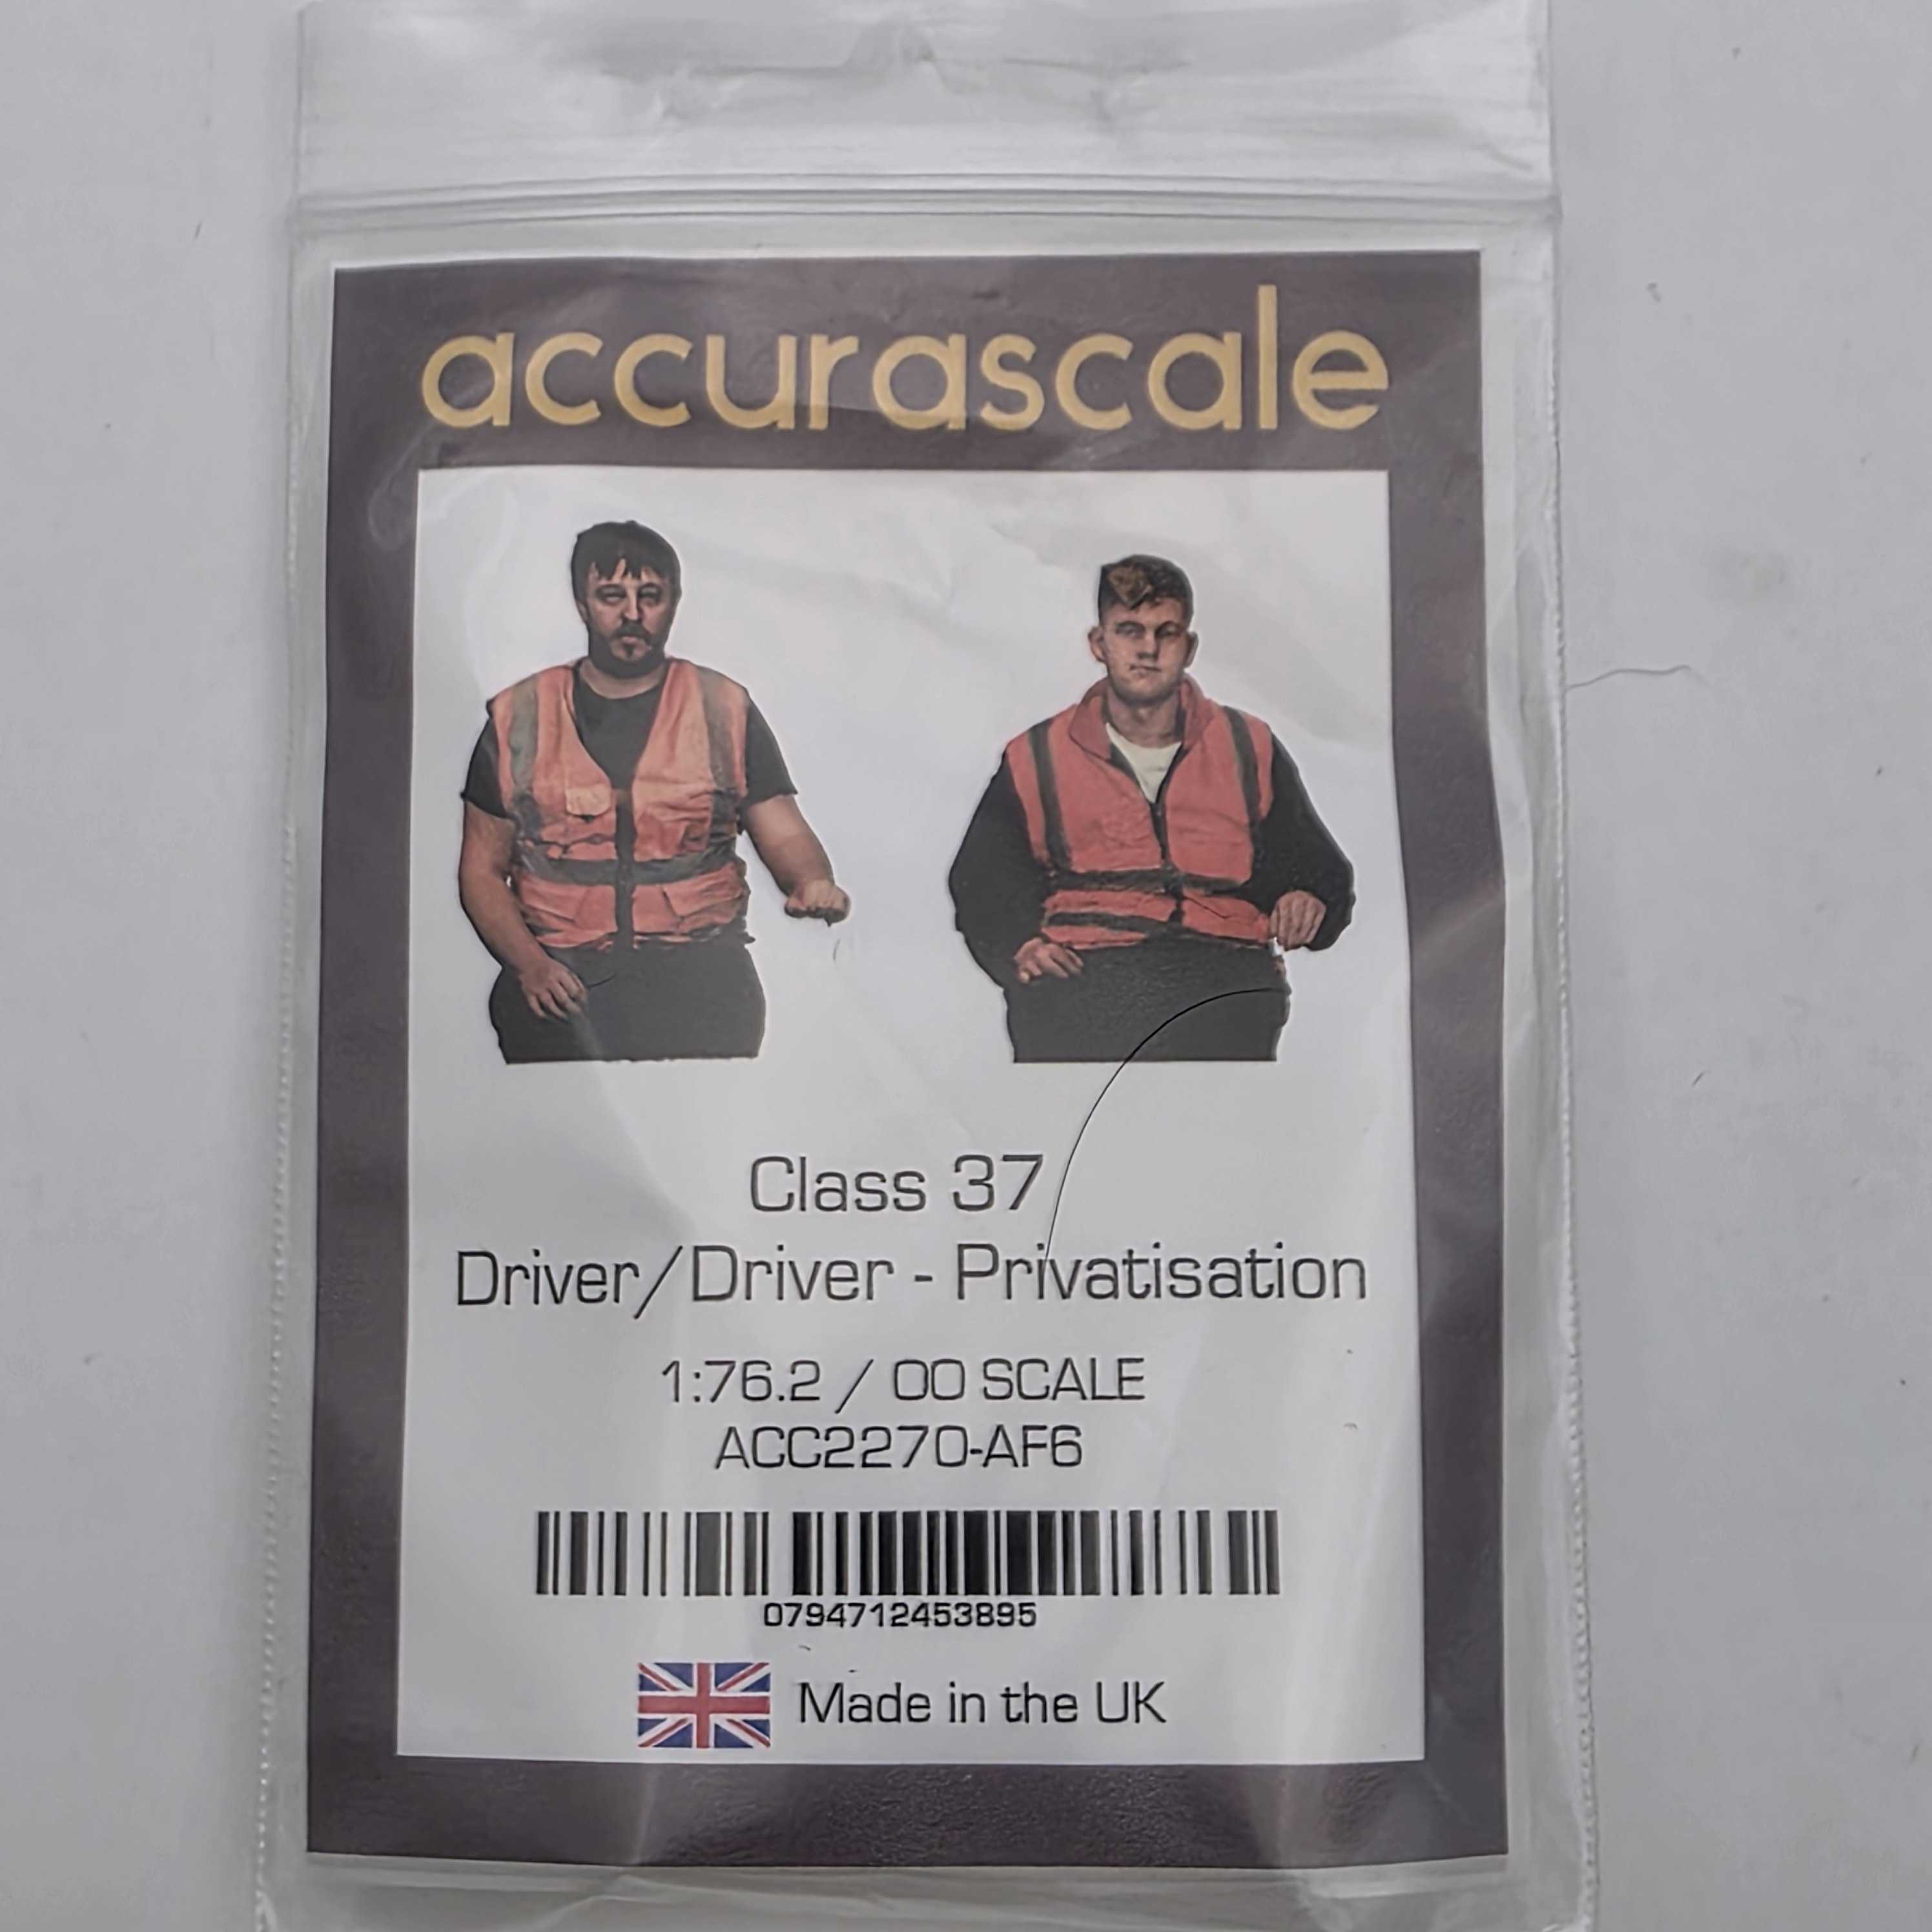 accurascale
Class 37
Driver/Driver - Privatisation
1:76.2 / OO SCALE
ACC2270-AF6
0794712453895
Made in the UK